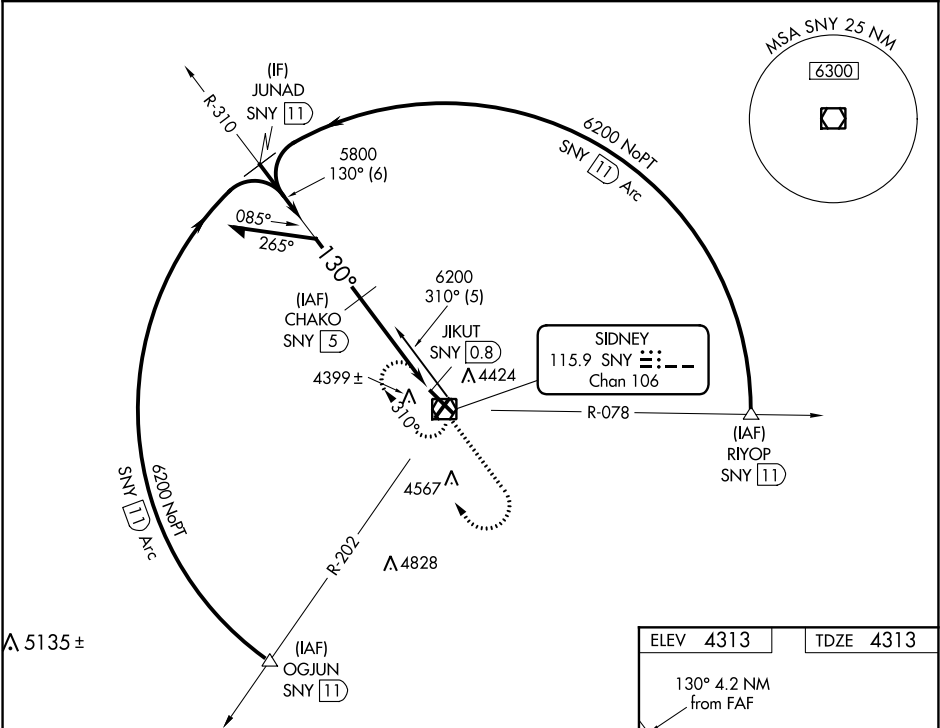 MSA SNY 25 NM
6300
(IF)
JUNAD
SNY 11
R-310
5800
130° (6)
6200 NoPT
SNY 11 Arc
085°
265°
130°
(IAF)
CHAKO
SNY 5
6200
310° (5)
JIKUT
SNY 0.8
4399 ±
4424
310°
SIDNEY
115.9 SNY
Chan 106
R-078
(IAF)
RIYOP
SNY 11
4567
6200 NoPT
SNY 11 Arc
R-202
4828
5135 ±
(IAF)
OGJUN
SNY 11
ELEV 4313
TDZE 4313
130° 4.2 NM
from FAF